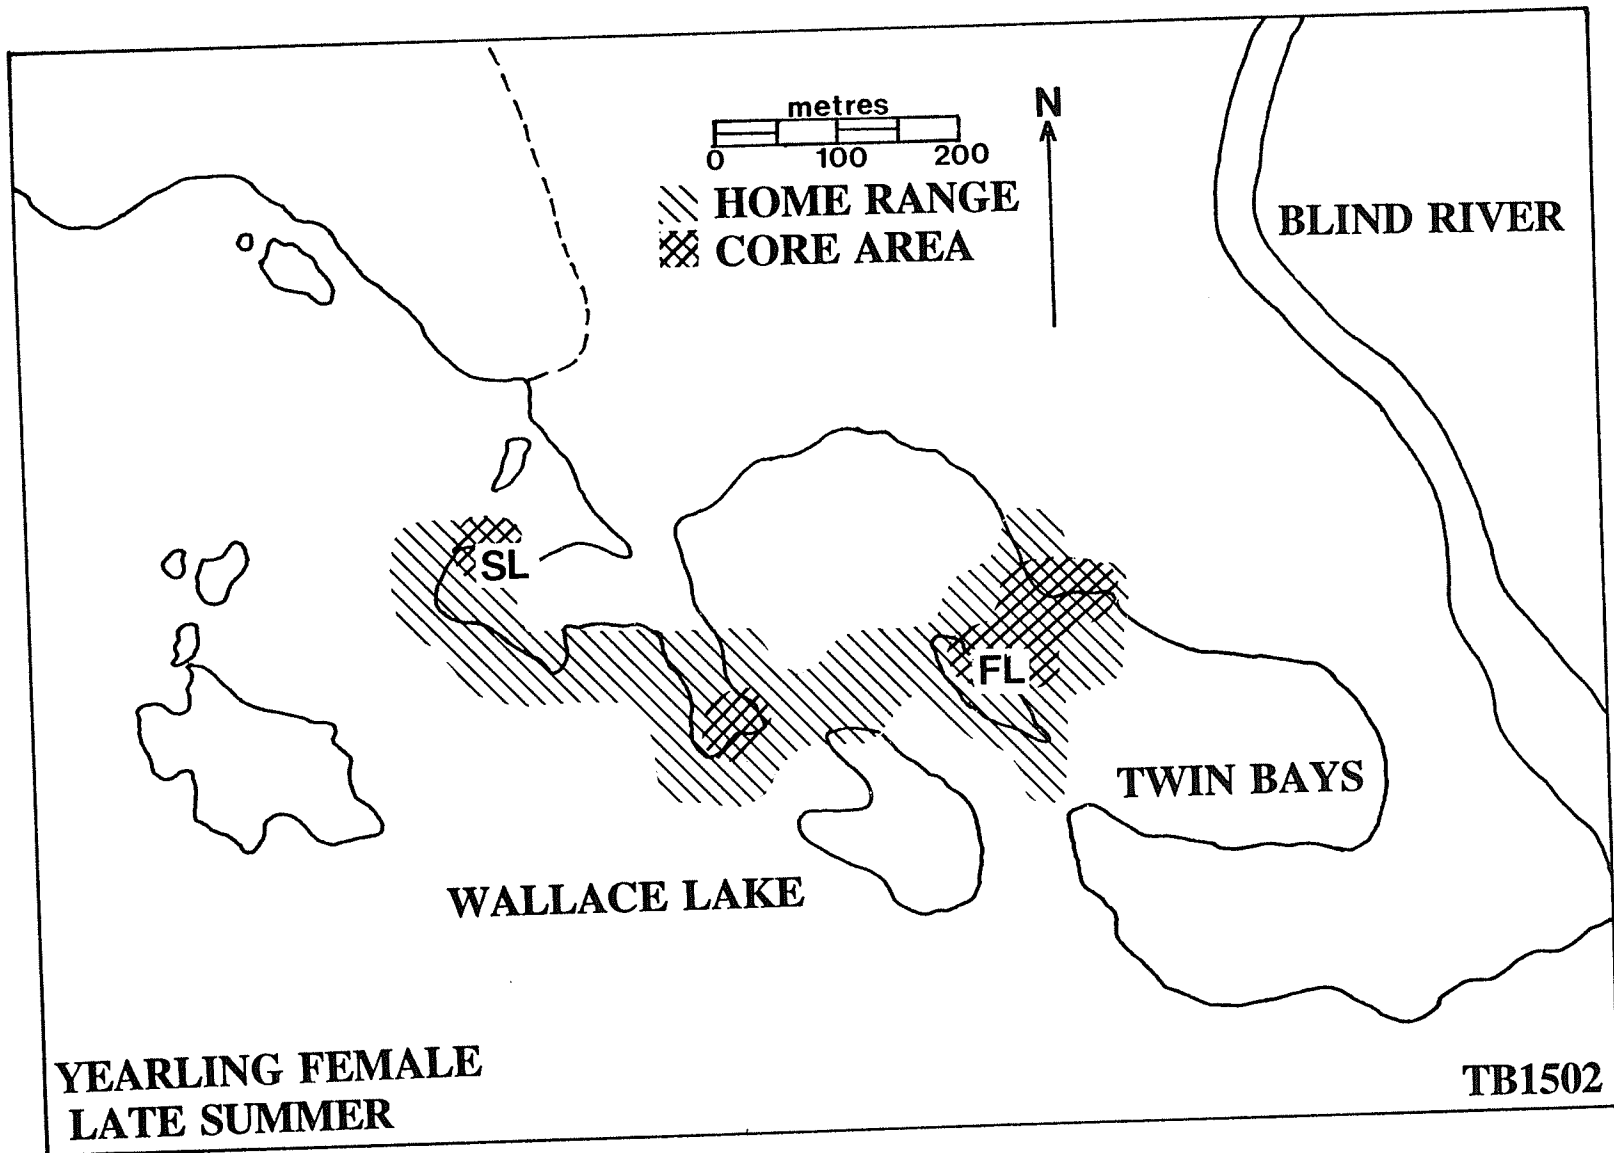 metres
0 100 200
N
HOME RANGE
CORE AREA
BLIND RIVER
SL
FL
TWIN BAYS
WALLACE LAKE
YEARLING FEMALE
LATE SUMMER
TB1502